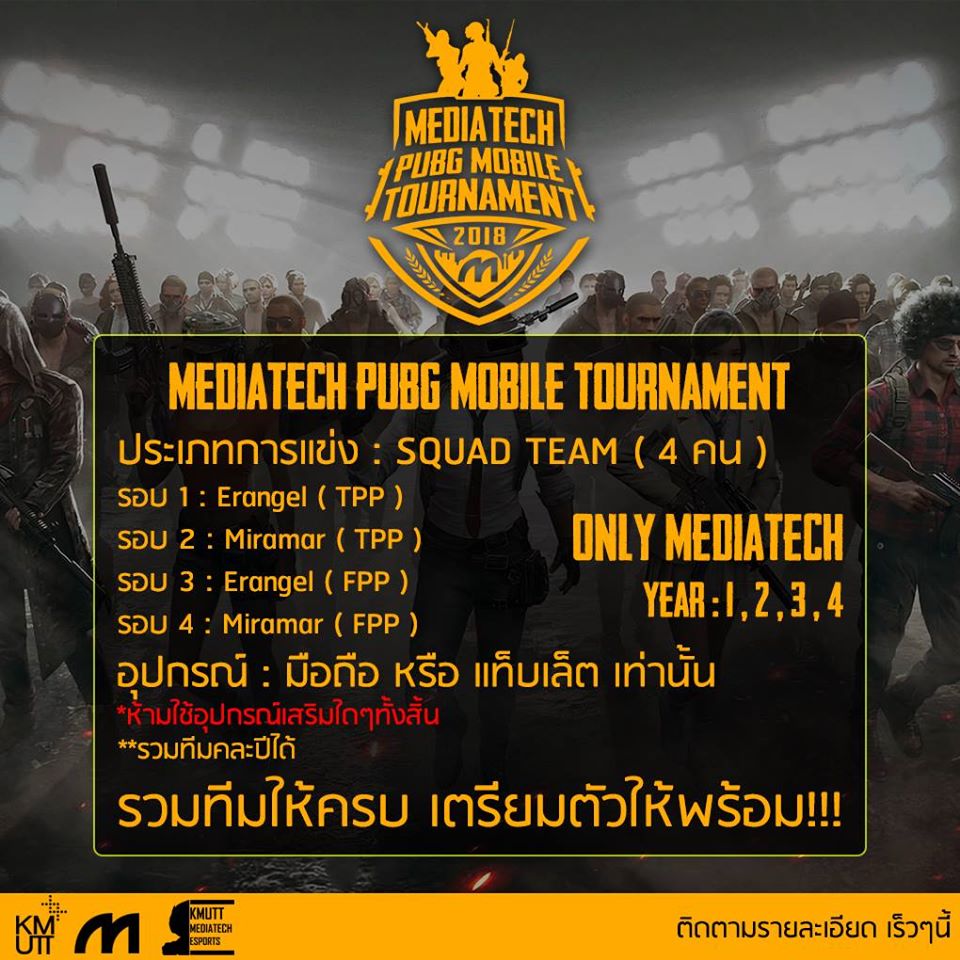 MEDIATECH
PUBG MOBILE
TOURNAMENT
2018
MEDIATECH PUBG MOBILE TOURNAMENT
ประเภทการแข่ง : SQUAD TEAM ( 4 คน )
รอบ 1 : Erangel ( TPP )
รอบ 2 : Miramar ( TPP )
รอบ 3 : Erangel ( FPP )
รอบ 4 : Miramar ( FPP )
ONLY MEDIATECH
YEAR : 1 , 2 , 3 , 4
อุปกรณ์ : มือถือ หรือ แท็บเล็ต เท่านั้น
*ห้ามใช้อุปกรณ์เสริมใดๆทั้งสิ้น
**รวมทีมคละปีได้
รวมทีมให้ครบ เตรียมตัวให้พร้อม!!!
KM
UTT
KMUTT
MEDIATECH
ESPORTS
ติดตามรายละเอียด เร็วๆนี้